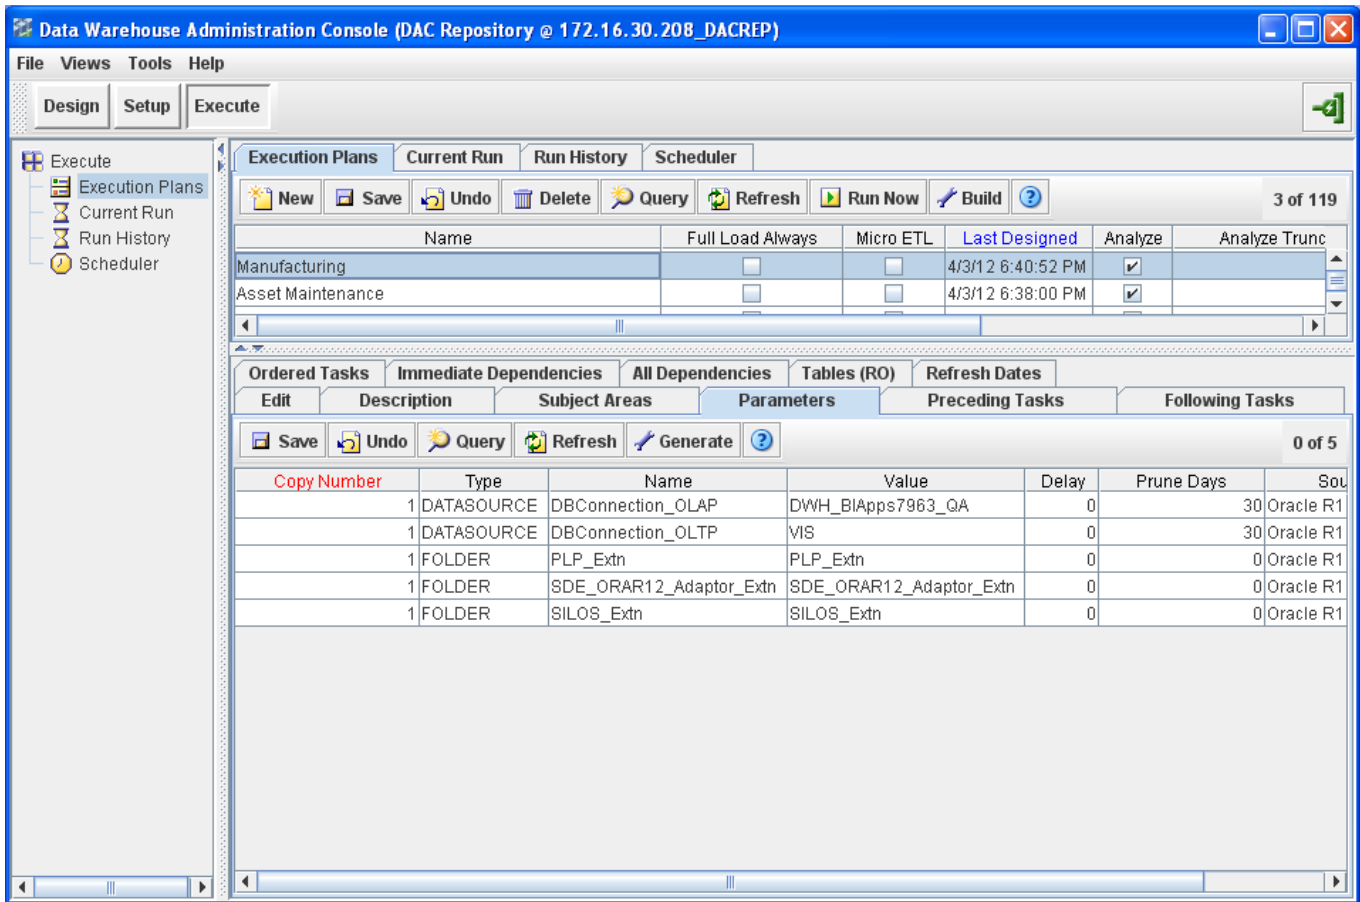 Data Warehouse Administration Console (DAC Repository @ 172.16.30.208_DACREP)
File Views Tools Help
Design Setup Execute
Execute
Execution Plans
Current Run
Run History
Scheduler
Execution Plans Current Run Run History Scheduler
New Save Undo Delete Query Refresh Run Now Build ? 3 of 119
Name Full Load Always Micro ETL Last Designed Analyze Analyze Trunc
Manufacturing 4/3/12 6:40:52 PM
Asset Maintenance 4/3/12 6:38:00 PM
Ordered Tasks Immediate Dependencies All Dependencies Tables (RO) Refresh Dates
Edit Description Subject Areas Parameters Preceding Tasks Following Tasks
Save Undo Query Refresh Generate ? 0 of 5
Copy Number Type Name Value Delay Prune Days Sou
1 DATASOURCE DBConnection_OLAP DWH_BIApps7963_QA 0 30 Oracle R1
1 DATASOURCE DBConnection_OLTP VIS 0 30 Oracle R1
1 FOLDER PLP_Extn PLP_Extn 0 0 Oracle R1
1 FOLDER SDE_ORAR12_Adaptor_Extn SDE_ORAR12_Adaptor_Extn 0 0 Oracle R1
1 FOLDER SILOS_Extn SILOS_Extn 0 0 Oracle R1